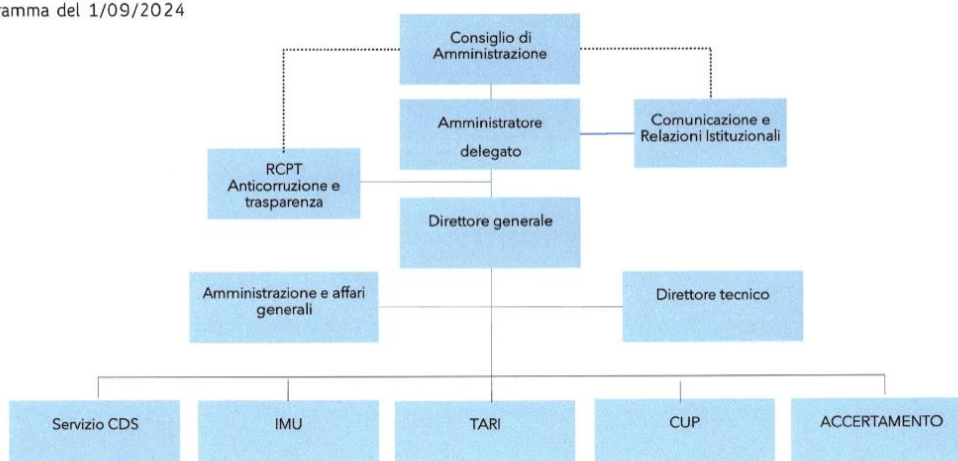 del 1/09/2024
Consiglio di
Amministrazione
Amministratore
delegato
Comunicazione e
Relazioni Istituzionali
RCPT
Anticorruzione e
trasparenza
Direttore generale
Amministrazione e affari
generali
Direttore tecnico
Servizio CDS
IMU
TARI
CUP
ACCERTAMENTO